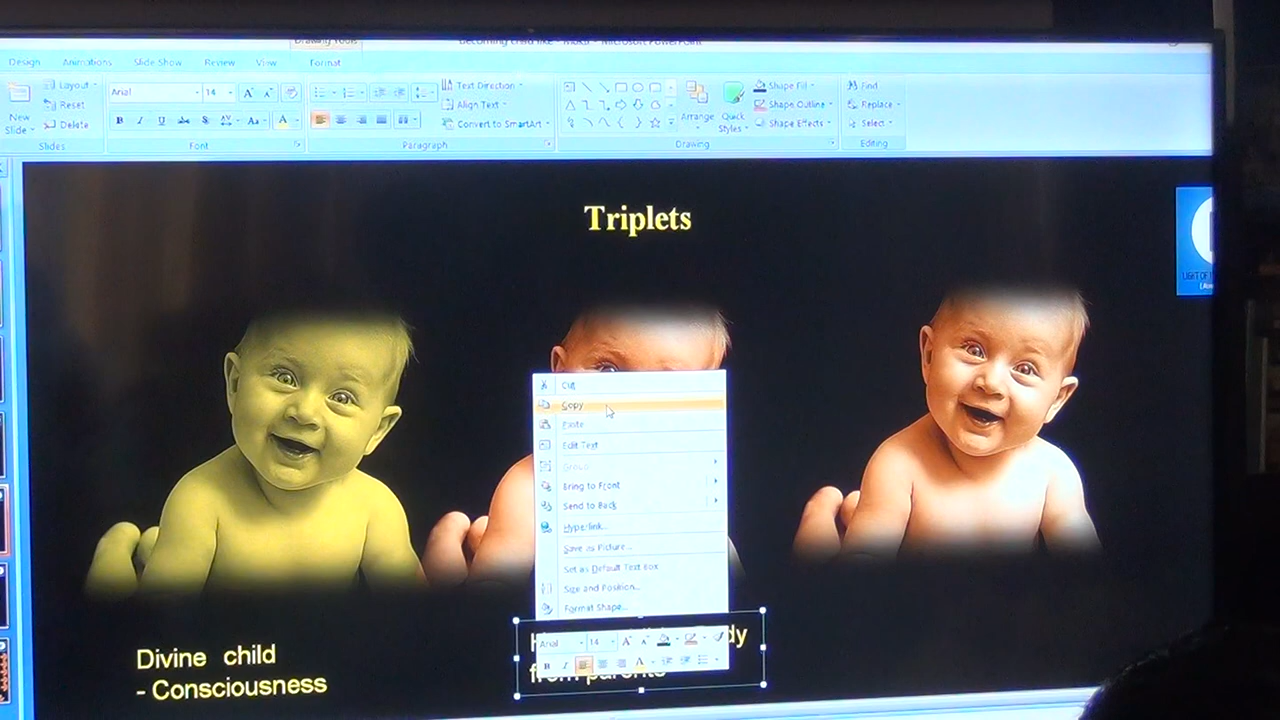 Drawing Tools
Becoming child like - Microsoft PowerPoint
Design Animations Slide Show Review View Format
Layout
Reset
Delete
New
Slide
Slides
Arial 14
Font
Text Direction
Align Text
Convert to SmartArt
Paragraph
Arrange
Quick
Styles
Shape Fill
Shape Outline
Shape Effects
Drawing
Find
Replace
Select
Editing
Triplets
Cut
Copy
Paste
Edit Text
Group
Bring to Front
Send to Back
Hyperlink...
Save as Picture...
Set as Default Text Box
Size and Position...
Format Shape...
Arial 14
from parents
Divine child
- Consciousness